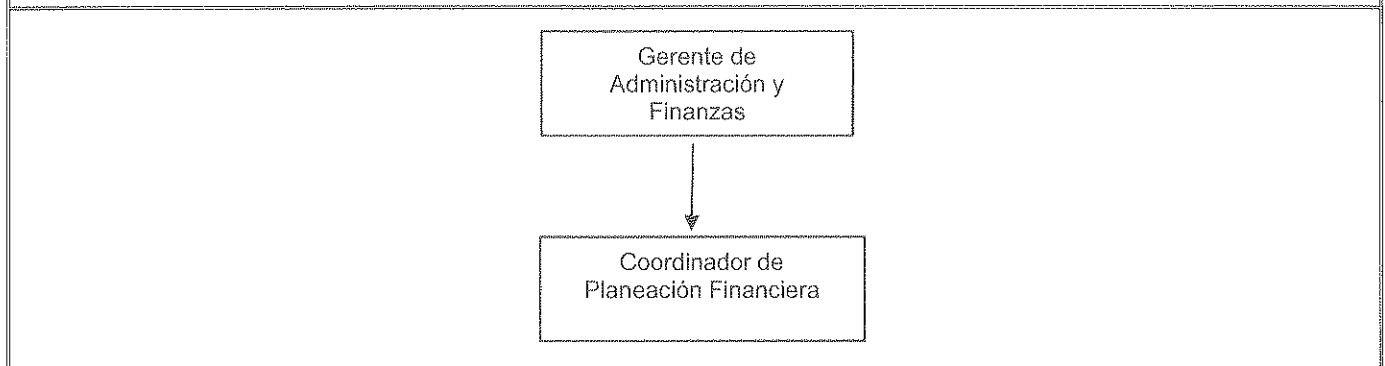 Gerente de
Administración y
Finanzas
Coordinador de
Planeación Financiera